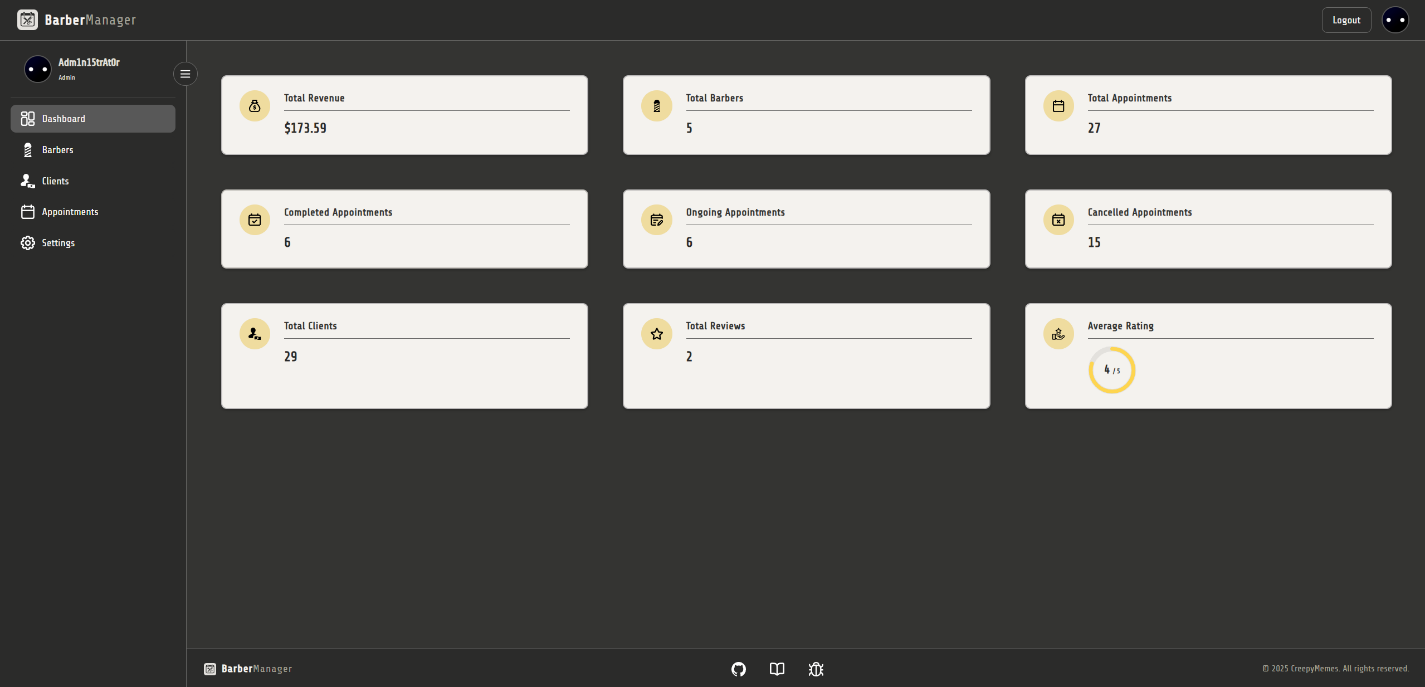 BarberManager
Logout
Adm1n15trAt0r
Admin
Dashboard
Barbers
Clients
Appointments
Settings
Total Revenue
$173.59
Total Barbers
5
Total Appointments
27
Completed Appointments
6
Ongoing Appointments
6
Cancelled Appointments
15
Total Clients
29
Total Reviews
2
Average Rating
4 / 5
BarberManager
© 2025 CreepyMemes. All rights reserved.